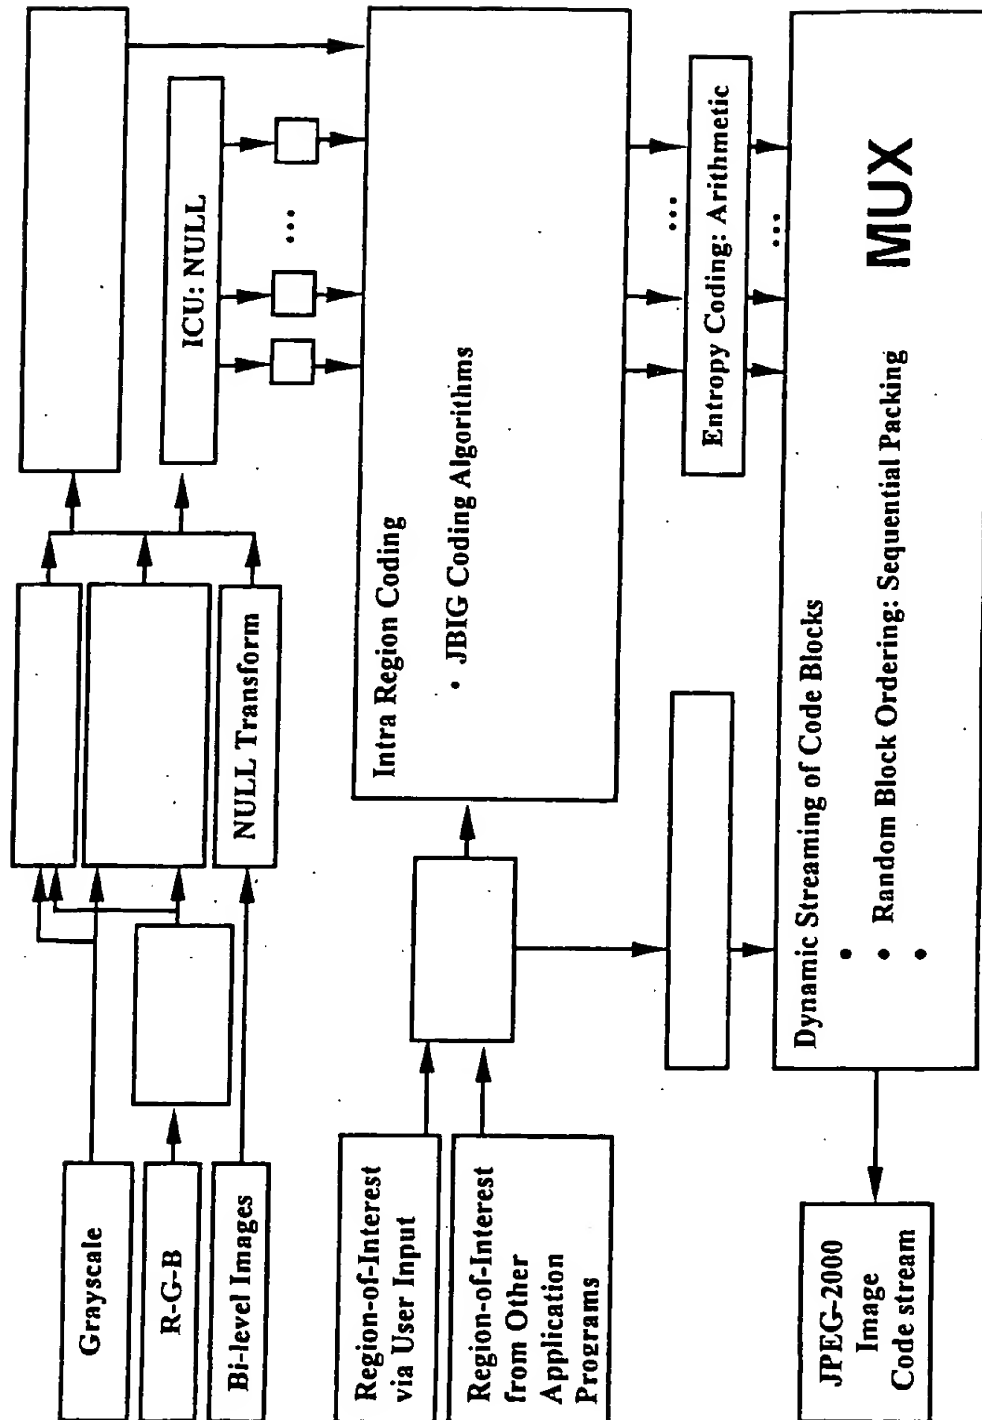 Grayscale
R-G-B
Bi-level Images
NULL Transform
ICU: NULL
...
Region-of-Interest
via User Input
Region-of-Interest
from Other
Application
Programs
Intra Region Coding
• JBIG Coding Algorithms
...
Entropy Coding: Arithmetic
...
Dynamic Streaming of Code Blocks
•
• Random Block Ordering: Sequential Packing
•
MUX
JPEG-2000
Image
Code stream